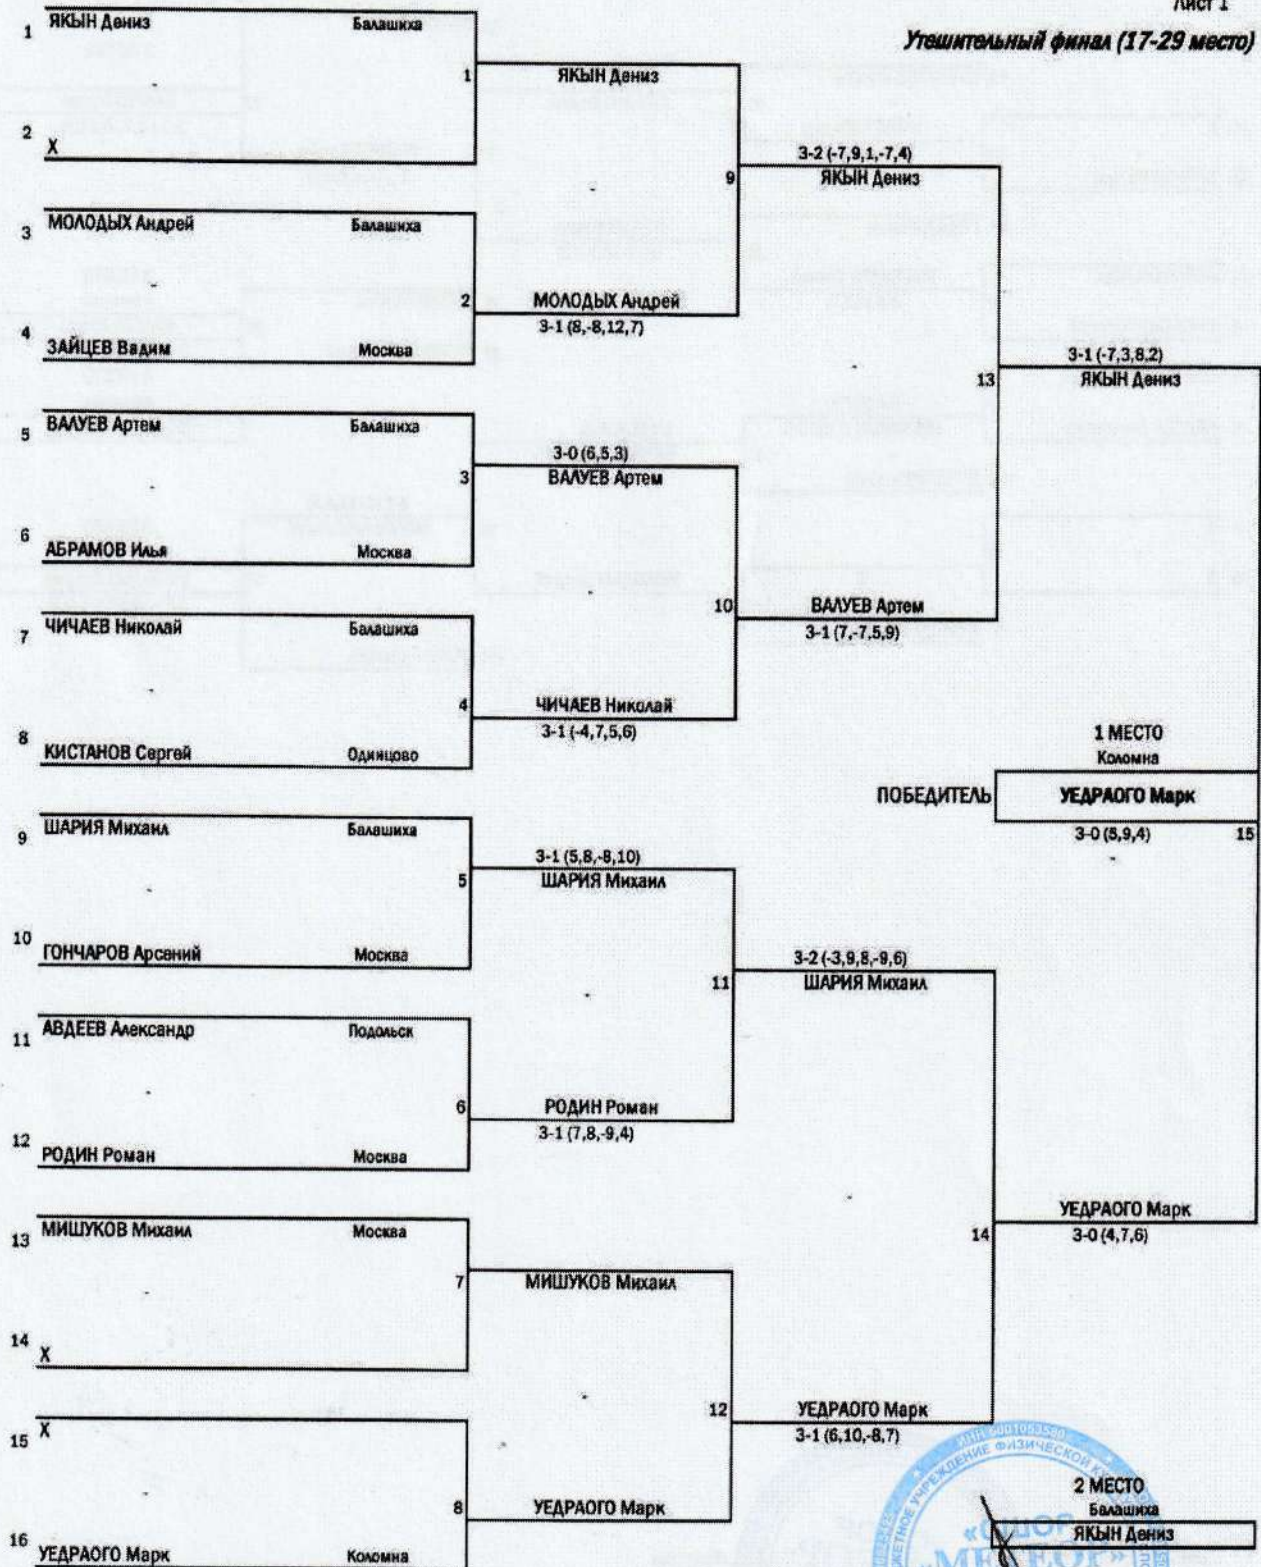 Лист 1
Утешительный финал (17-29 место)
1 ЯКЫН Дениз Балашиха
1 ЯКЫН Дениз
2 X
3-2 (-7,9,1,-7,4)
9 ЯКЫН Дениз
3 МОЛОДЫХ Андрей Балашиха
2 МОЛОДЫХ Андрей
3-1 (8,-8,12,7)
4 ЗАЙЦЕВ Вадим Москва
3-1 (-7,3,8,2)
13 ЯКЫН Дениз
5 ВАЛУЕВ Артем Балашиха
3-0 (6,5,3)
3 ВАЛУЕВ Артем
6 АБРАМОВ Илья Москва
10 ВАЛУЕВ Артем
3-1 (7,-7,5,9)
7 ЧИЧАЕВ Николай Балашиха
4 ЧИЧАЕВ Николай
3-1 (-4,7,5,6)
8 КИСТАНОВ Сергей Одинцово
1 МЕСТО
Коломна
ПОБЕДИТЕЛЬ УЕДРАОГО Марк
3-0 (5,9,4) 15
9 ШАРИЯ Михаил Балашиха
3-1 (5,8,-8,10)
5 ШАРИЯ Михаил
10 ГОНЧАРОВ Арсений Москва
3-2 (-3,9,8,-9,6)
11 ШАРИЯ Михаил
11 АВДЕЕВ Александр Подольск
6 РОДИН Роман
3-1 (7,8,-9,4)
12 РОДИН Роман Москва
УЕДРАОГО Марк
14 3-0 (4,7,6)
13 МИШУКОВ Михаил Москва
7 МИШУКОВ Михаил
14 X
12 УЕДРАОГО Марк
3-1 (6,10,-8,7)
15 X
8 УЕДРАОГО Марк
16 УЕДРАОГО Марк Коломна
2 МЕСТО
Балашиха
ЯКЫН Дениз
УЧРЕЖДЕНИЕ ФИЗИЧЕСКОЙ
«СШОР
«МЕТЕОР»